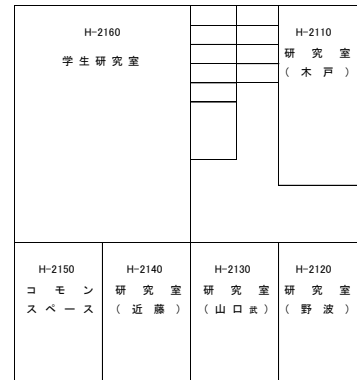 H-2160
学生研究室
H-2110
研究室
(木戸)
H-2150
コモン
スペース
H-2140
研究室
(近藤)
H-2130
研究室
(山口武)
H-2120
研究室
(野波)